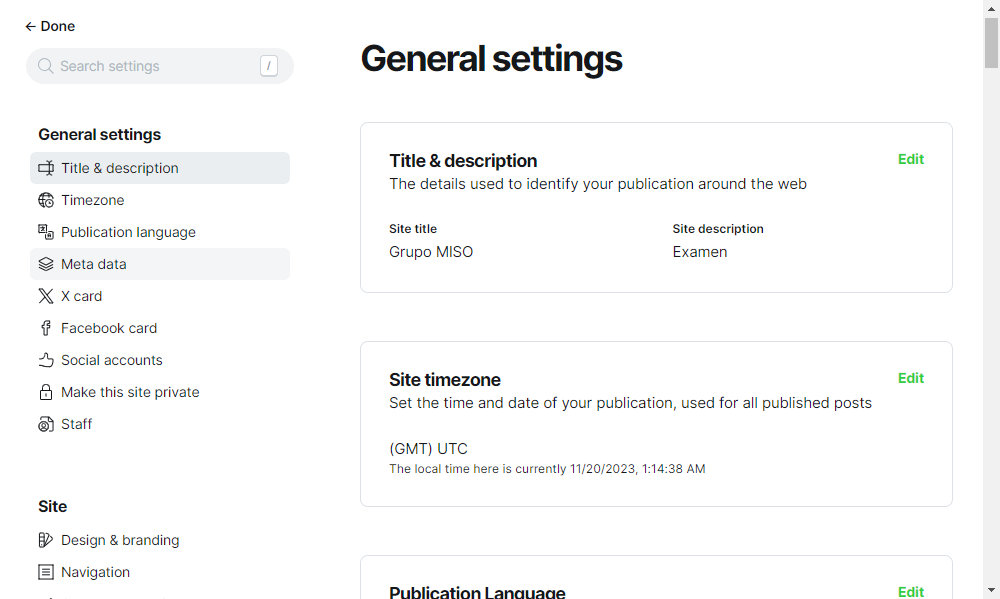 ← Done
Search settings /
General settings
Title & description
Timezone
Publication language
Meta data
X card
Facebook card
Social accounts
Make this site private
Staff
Site
Design & branding
Navigation
General settings
Title & description
Edit
The details used to identify your publication around the web
Site title
Grupo MISO
Site description
Examen
Site timezone
Edit
Set the time and date of your publication, used for all published posts
(GMT) UTC
The local time here is currently 11/20/2023, 1:14:38 AM
Publication Language
Edit